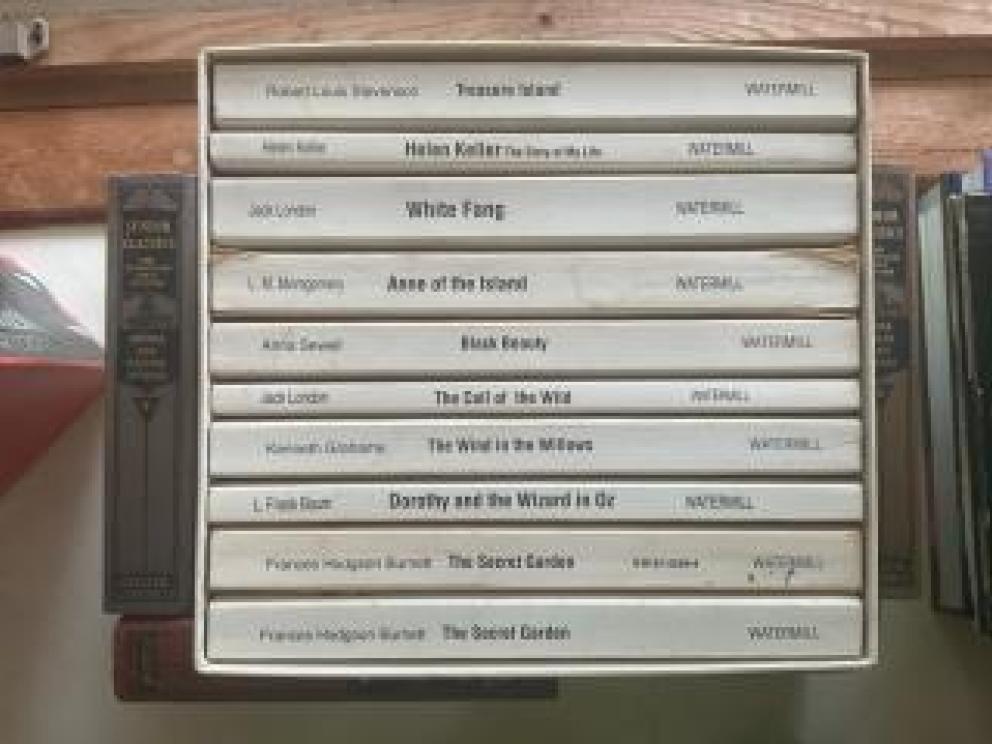 Robert Louis Stevenson Treasure Island WATERMILL
Helen Keller Helen Keller The Story of My Life WATERMILL
Jack London White Fang WATERMILL
L. M. Montgomery Anne of the Island WATERMILL
Anna Sewell Black Beauty WATERMILL
Jack London The Call of the Wild WATERMILL
Kenneth Grahame The Wind in the Willows WATERMILL
L. Frank Baum Dorothy and the Wizard in Oz WATERMILL
Frances Hodgson Burnett The Secret Garden WATERMILL
Frances Hodgson Burnett The Secret Garden WATERMILL
JUNIOR
CLASSICS